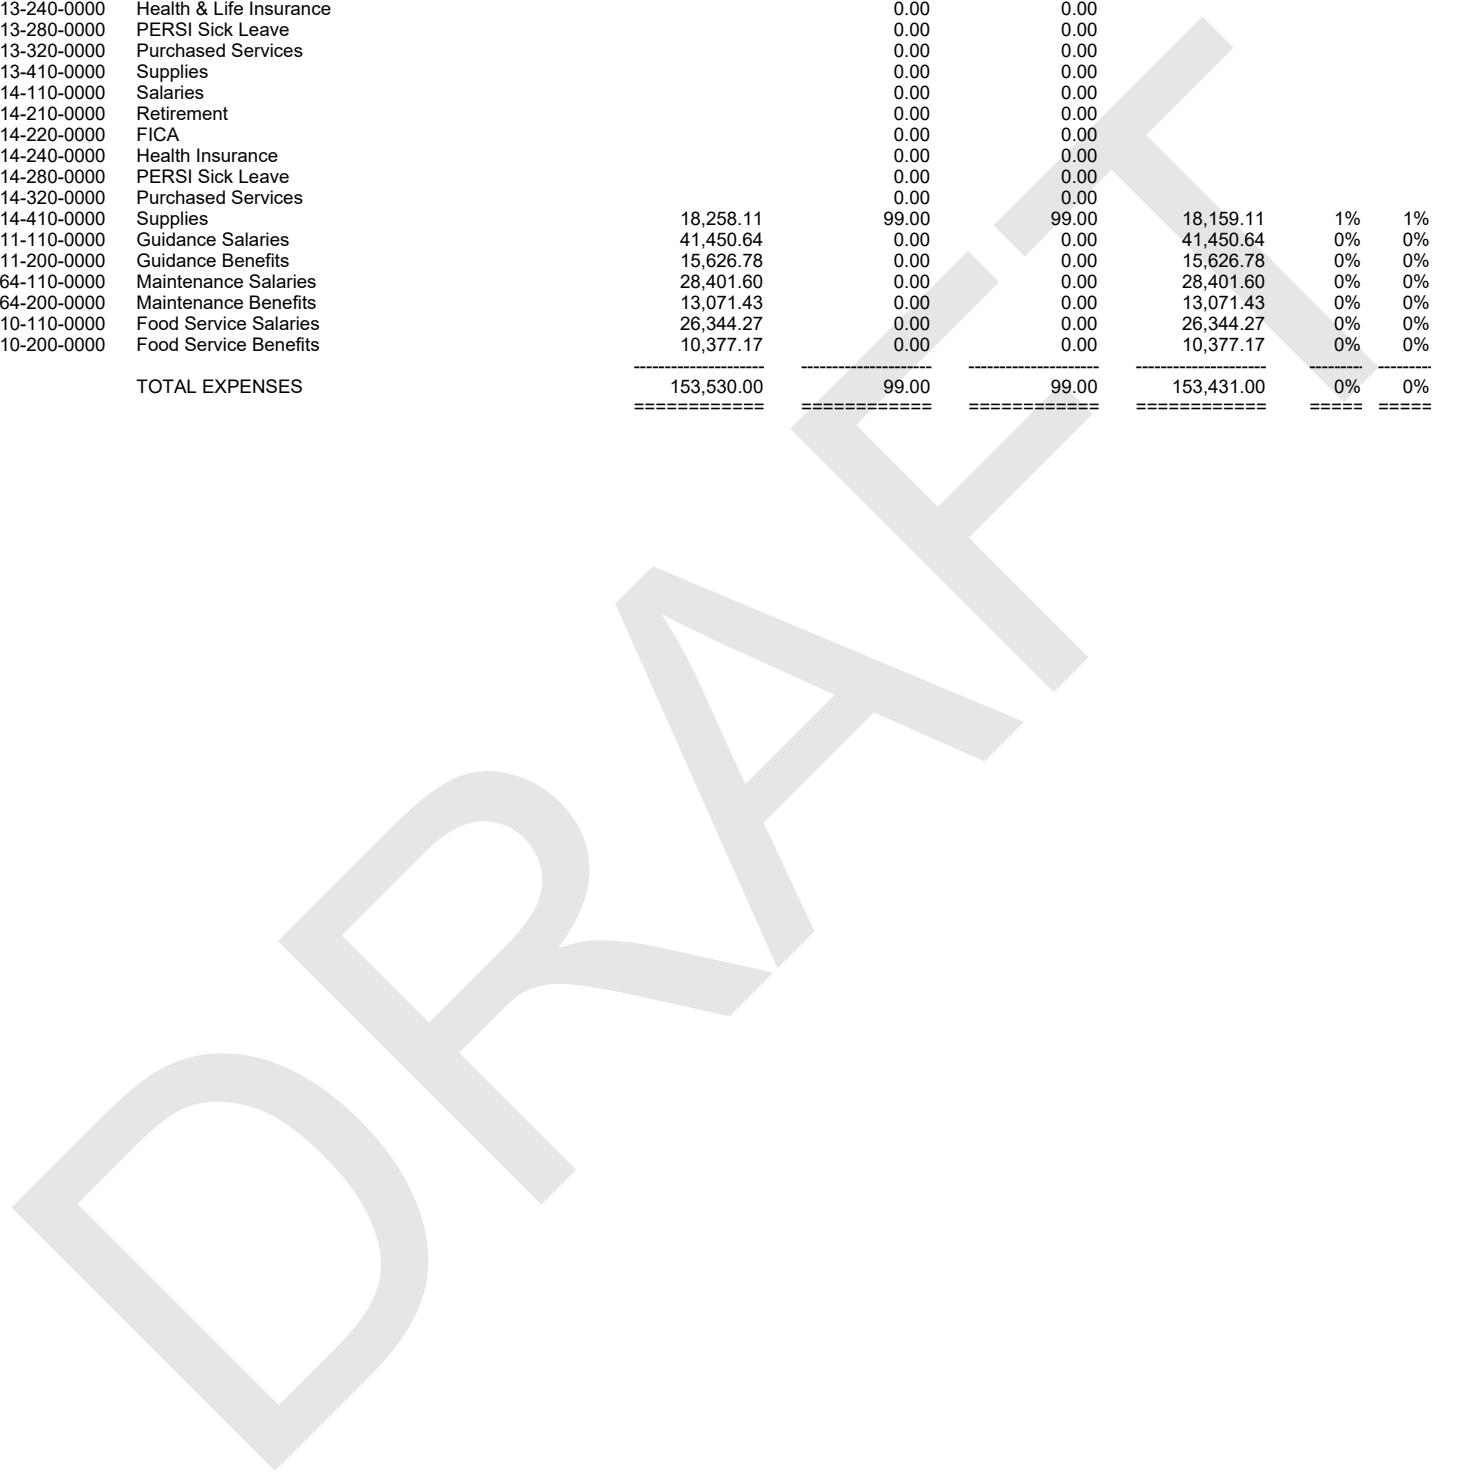 13-240-0000 Health & Life Insurance 0.00 0.00
13-280-0000 PERSI Sick Leave 0.00 0.00
13-320-0000 Purchased Services 0.00 0.00
13-410-0000 Supplies 0.00 0.00
14-110-0000 Salaries 0.00 0.00
14-210-0000 Retirement 0.00 0.00
14-220-0000 FICA 0.00 0.00
14-240-0000 Health Insurance 0.00 0.00
14-280-0000 PERSI Sick Leave 0.00 0.00
14-320-0000 Purchased Services 0.00 0.00
14-410-0000 Supplies 18,258.11 99.00 99.00 18,159.11 1% 1%
11-110-0000 Guidance Salaries 41,450.64 0.00 0.00 41,450.64 0% 0%
11-200-0000 Guidance Benefits 15,626.78 0.00 0.00 15,626.78 0% 0%
64-110-0000 Maintenance Salaries 28,401.60 0.00 0.00 28,401.60 0% 0%
64-200-0000 Maintenance Benefits 13,071.43 0.00 0.00 13,071.43 0% 0%
10-110-0000 Food Service Salaries 26,344.27 0.00 0.00 26,344.27 0% 0%
10-200-0000 Food Service Benefits 10,377.17 0.00 0.00 10,377.17 0% 0%
--------------------- --------------------- --------------------- --------------------- -------- --------
TOTAL EXPENSES 153,530.00 99.00 99.00 153,431.00 0% 0%
============ ============ ============ ============ ===== =====
DRAFT